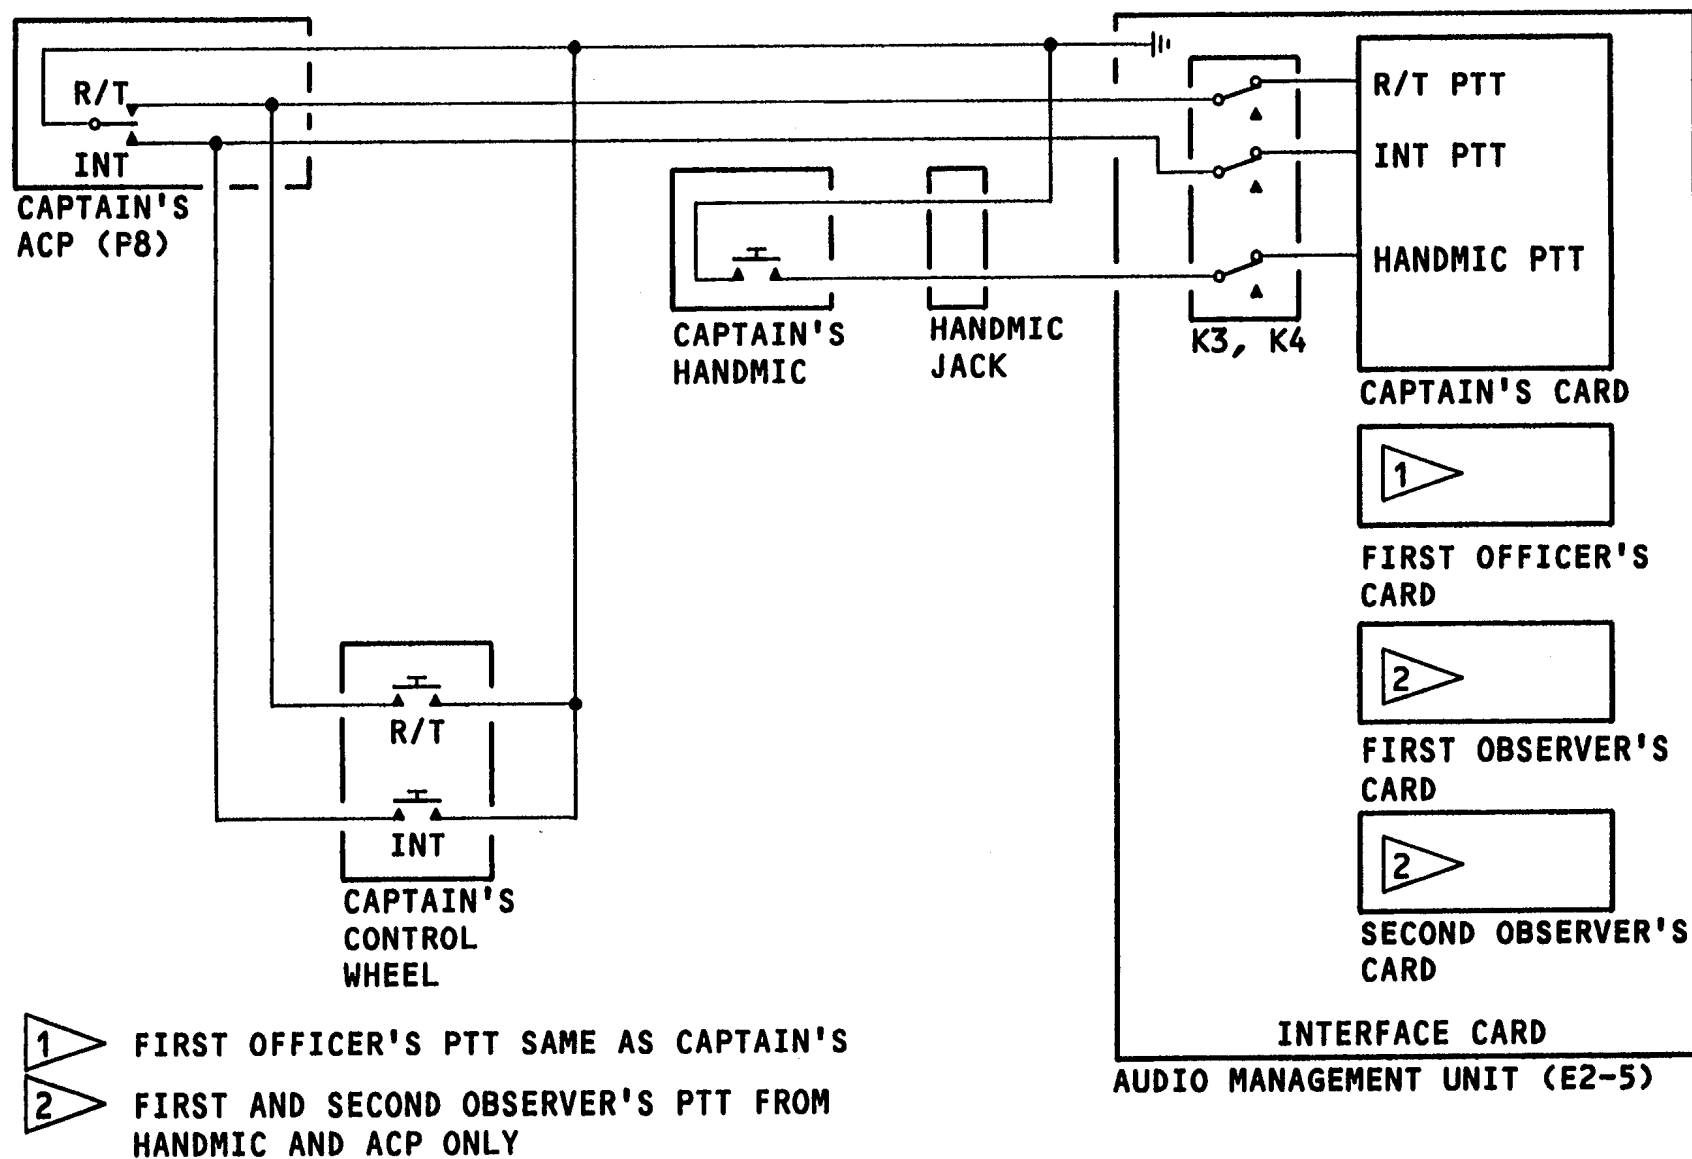 R/T
INT
CAPTAIN'S
ACP (P8)
R/T PTT
INT PTT
HANDMIC PTT
K3, K4
CAPTAIN'S CARD
CAPTAIN'S
HANDMIC
HANDMIC
JACK
1
FIRST OFFICER'S
CARD
2
FIRST OBSERVER'S
CARD
2
SECOND OBSERVER'S
CARD
R/T
INT
CAPTAIN'S
CONTROL
WHEEL
INTERFACE CARD
AUDIO MANAGEMENT UNIT (E2-5)
1 FIRST OFFICER'S PTT SAME AS CAPTAIN'S
2 FIRST AND SECOND OBSERVER'S PTT FROM
HANDMIC AND ACP ONLY